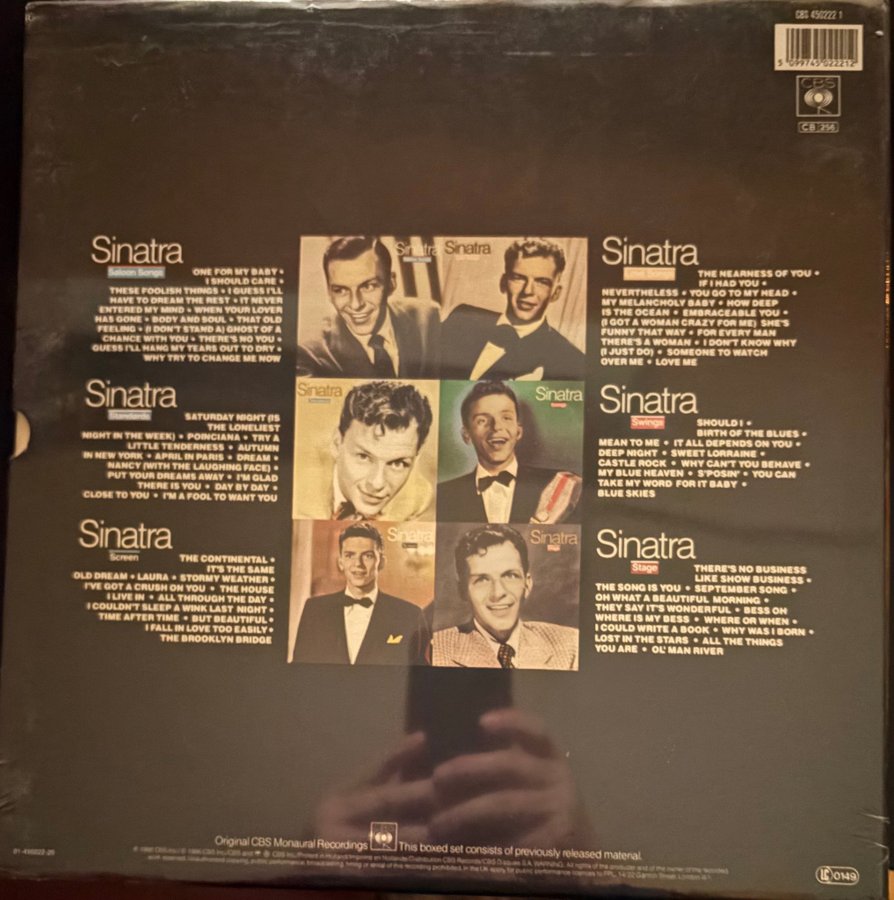 CBS 450222 1
5 099745 022212
CBS
CB 256
Sinatra
Saloon Songs
ONE FOR MY BABY •
I SHOULD CARE •
THESE FOOLISH THINGS • I GUESS I'LL
HAVE TO DREAM THE REST • IT NEVER
ENTERED MY MIND • WHEN YOUR LOVER
HAS GONE • BODY AND SOUL • THAT OLD
FEELING • (I DON'T STAND A) GHOST OF A
CHANCE WITH YOU • THERE'S NO YOU •
GUESS I'LL HANG MY TEARS OUT TO DRY •
WHY TRY TO CHANGE ME NOW
Sinatra
Standards
SATURDAY NIGHT (IS
THE LONELIEST
NIGHT IN THE WEEK) • POINCIANA • TRY A
LITTLE TENDERNESS • AUTUMN
IN NEW YORK • APRIL IN PARIS • DREAM •
NANCY (WITH THE LAUGHING FACE) •
PUT YOUR DREAMS AWAY • I'M GLAD
THERE IS YOU • DAY BY DAY •
CLOSE TO YOU • I'M A FOOL TO WANT YOU
Sinatra
Screen
THE CONTINENTAL •
IT'S THE SAME
OLD DREAM • LAURA • STORMY WEATHER •
I'VE GOT A CRUSH ON YOU • THE HOUSE
I LIVE IN • ALL THROUGH THE DAY •
I COULDN'T SLEEP A WINK LAST NIGHT •
TIME AFTER TIME • BUT BEAUTIFUL •
I FALL IN LOVE TOO EASILY •
THE BROOKLYN BRIDGE
Sinatra
Sinatra
Sinatra
Sinatra
Sinatra
Sinatra
Sinatra
Love Songs
THE NEARNESS OF YOU •
IF I HAD YOU •
NEVERTHELESS • YOU GO TO MY HEAD •
MY MELANCHOLY BABY • HOW DEEP
IS THE OCEAN • EMBRACEABLE YOU •
(I GOT A WOMAN CRAZY FOR ME) SHE'S
FUNNY THAT WAY • FOR EVERY MAN
THERE'S A WOMAN • I DON'T KNOW WHY
(I JUST DO) • SOMEONE TO WATCH
OVER ME • LOVE ME
Sinatra
Swings
SHOULD I •
BIRTH OF THE BLUES •
MEAN TO ME • IT ALL DEPENDS ON YOU •
DEEP NIGHT • SWEET LORRAINE •
CASTLE ROCK • WHY CAN'T YOU BEHAVE •
MY BLUE HEAVEN • S'POSIN' • YOU CAN
TAKE MY WORD FOR IT BABY •
BLUE SKIES
Sinatra
Stage
THERE'S NO BUSINESS
LIKE SHOW BUSINESS •
THE SONG IS YOU • SEPTEMBER SONG •
OH WHAT A BEAUTIFUL MORNING •
THEY SAY IT'S WONDERFUL • BESS OH
WHERE IS MY BESS • WHERE OR WHEN •
I COULD WRITE A BOOK • WHY WAS I BORN •
LOST IN THE STARS • ALL THE THINGS
YOU ARE • OL' MAN RIVER
Original CBS Monaural Recordings
This boxed set consists of previously released material.
01-450222-20
LC 0149